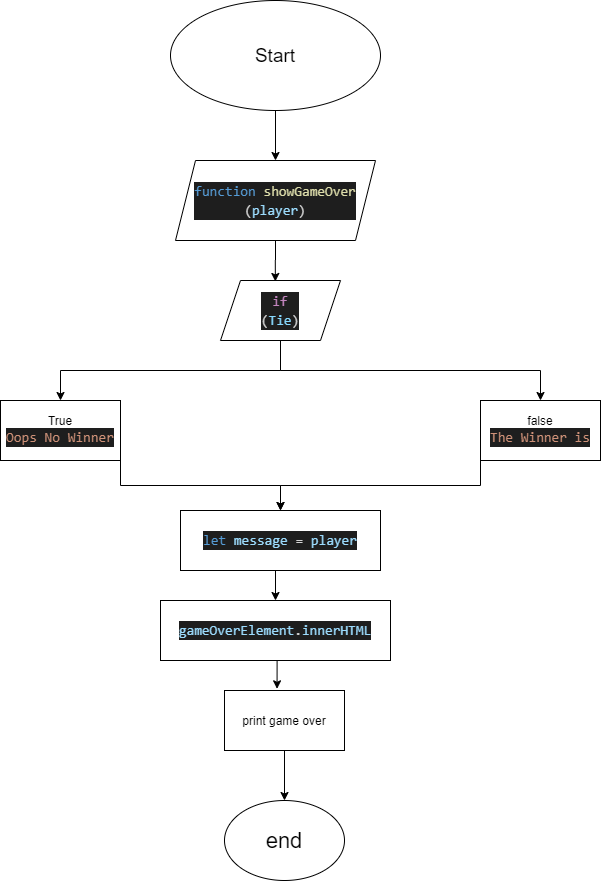 Start
function showGameOver
(player)
if
(Tie)
True
Oops No Winner
false
The Winner is
let message = player
gameOverElement.innerHTML
print game over
end